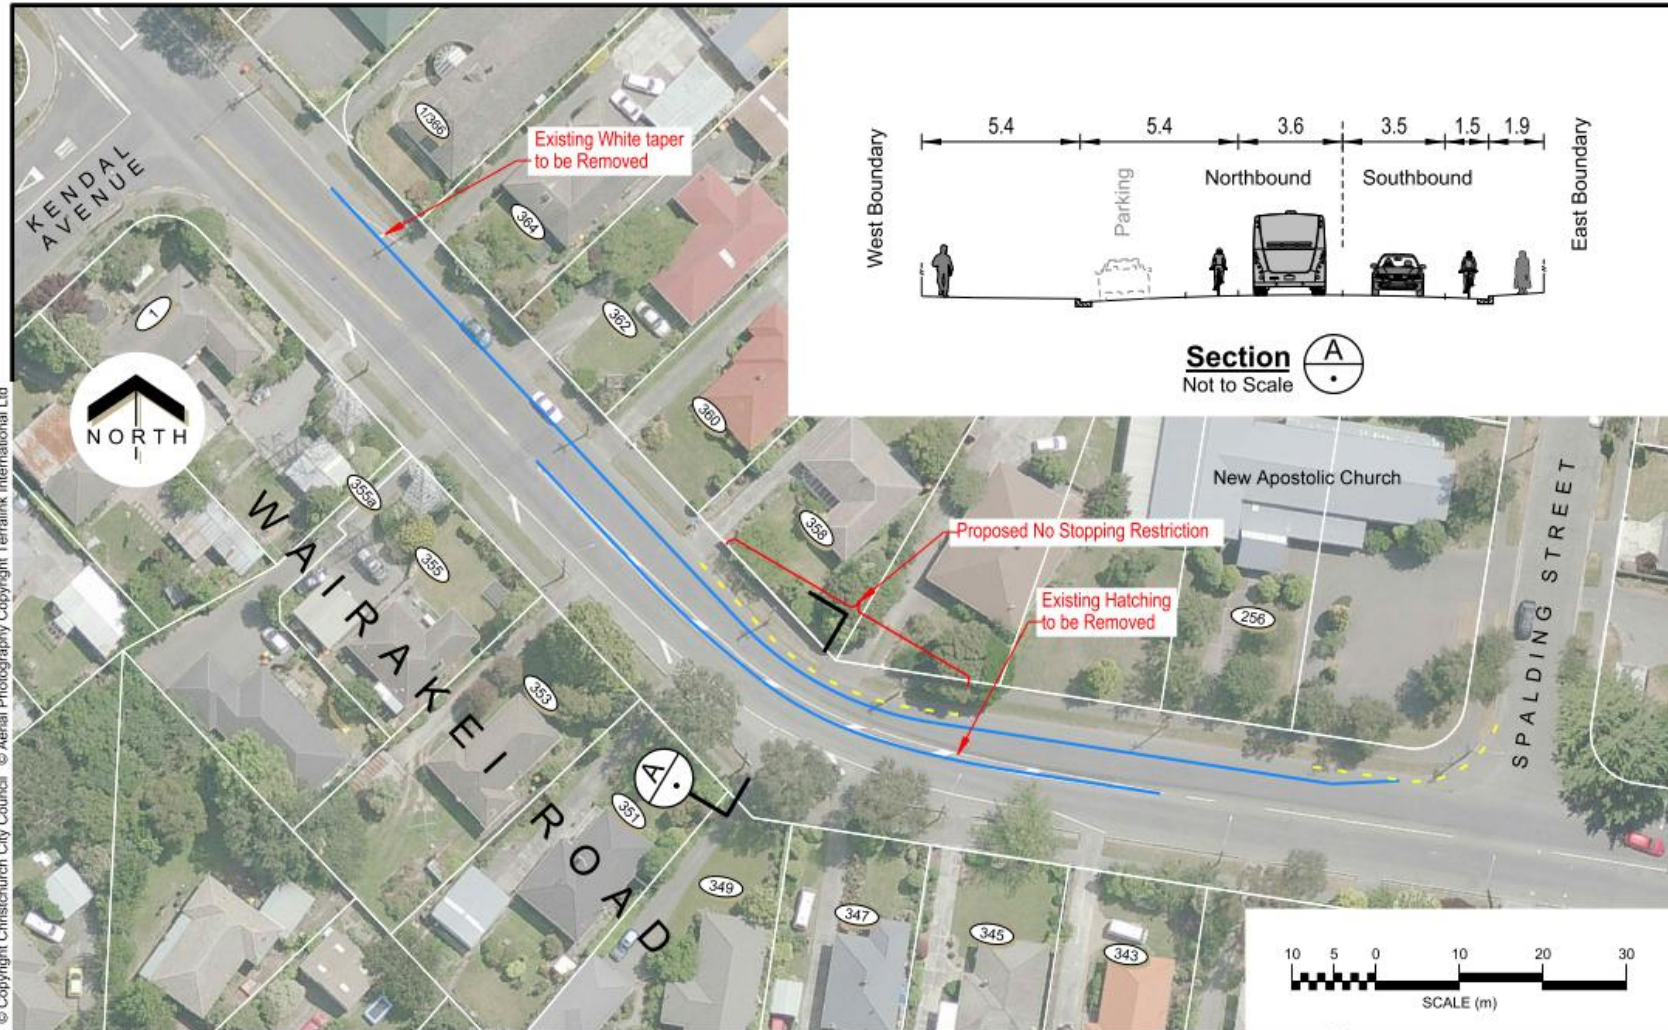 KENDAL
AVENUE
1/366
Existing White taper
to be Removed
364
362
1
NORTH
360
355a
355
358
Proposed No Stopping Restriction
Existing Hatching
to be Removed
New Apostolic Church
256
SPALDING STREET
WAIRAKEI ROAD
353
A
351
349
347
345
343
West Boundary
5.4
5.4
3.6
3.5
1.5
1.9
East Boundary
Parking
Northbound
Southbound
Section
A
Not to Scale
10 5 0 10 20 30
SCALE (m)
© Copyright Christchurch City Council © Aerial Photography Copyright Terralink International Ltd